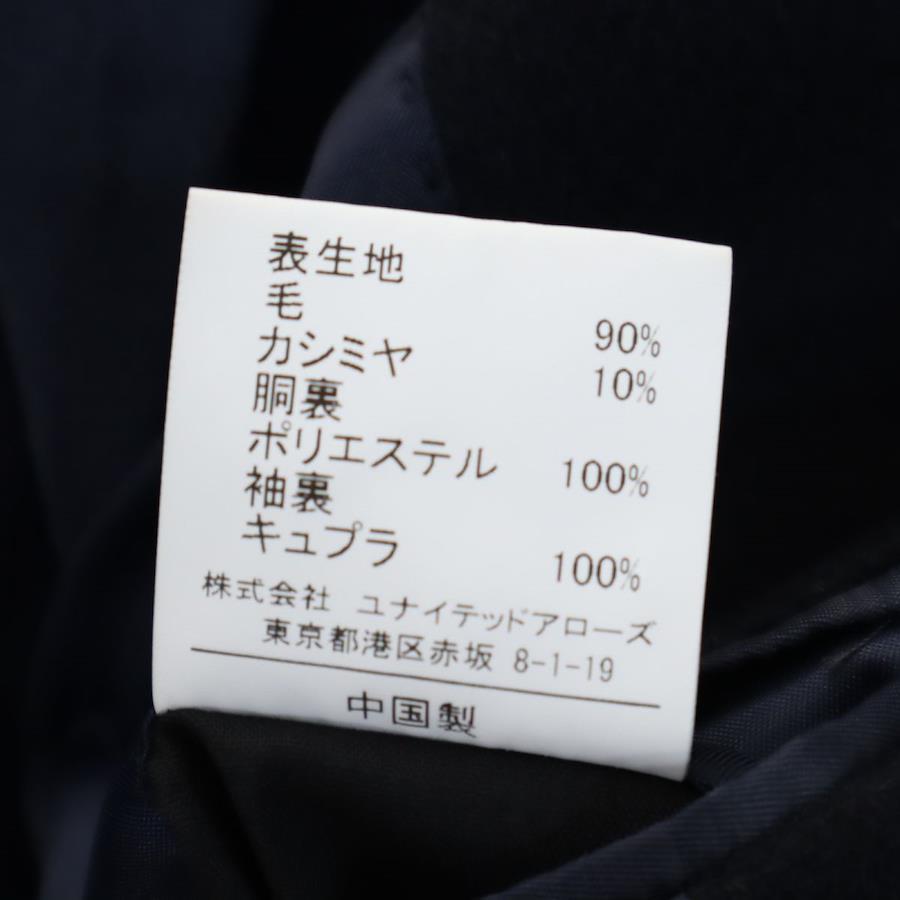 表生地
毛 90%
カシミヤ 10%
胴裏
ポリエステル 100%
袖裏
キュプラ 100%
株式会社 ユナイテッドアローズ
東京都港区赤坂 8-1-19
中国製